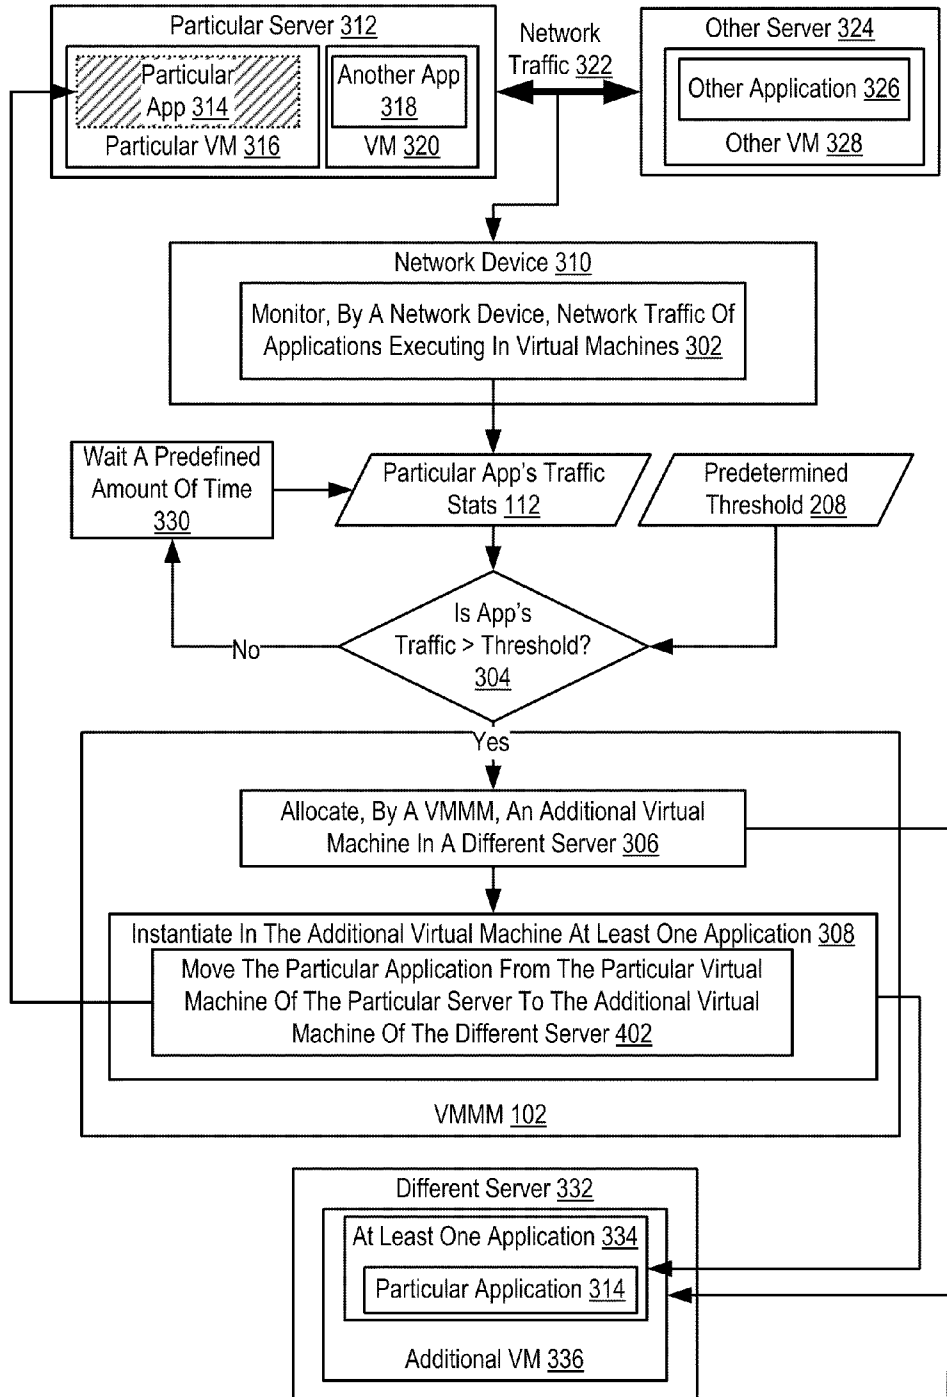 Particular Server 312
Particular
App 314
Particular VM 316
Another App
318
VM 320
Network
Traffic 322
Other Server 324
Other Application 326
Other VM 328
Network Device 310
Monitor, By A Network Device, Network Traffic Of
Applications Executing In Virtual Machines 302
Wait A Predefined
Amount Of Time
330
Particular App's Traffic
Stats 112
Predetermined
Threshold 208
Is App's
Traffic > Threshold?
304
No
Yes
Allocate, By A VMMM, An Additional Virtual
Machine In A Different Server 306
Instantiate In The Additional Virtual Machine At Least One Application 308
Move The Particular Application From The Particular Virtual
Machine Of The Particular Server To The Additional Virtual
Machine Of The Different Server 402
VMMM 102
Different Server 332
At Least One Application 334
Particular Application 314
Additional VM 336